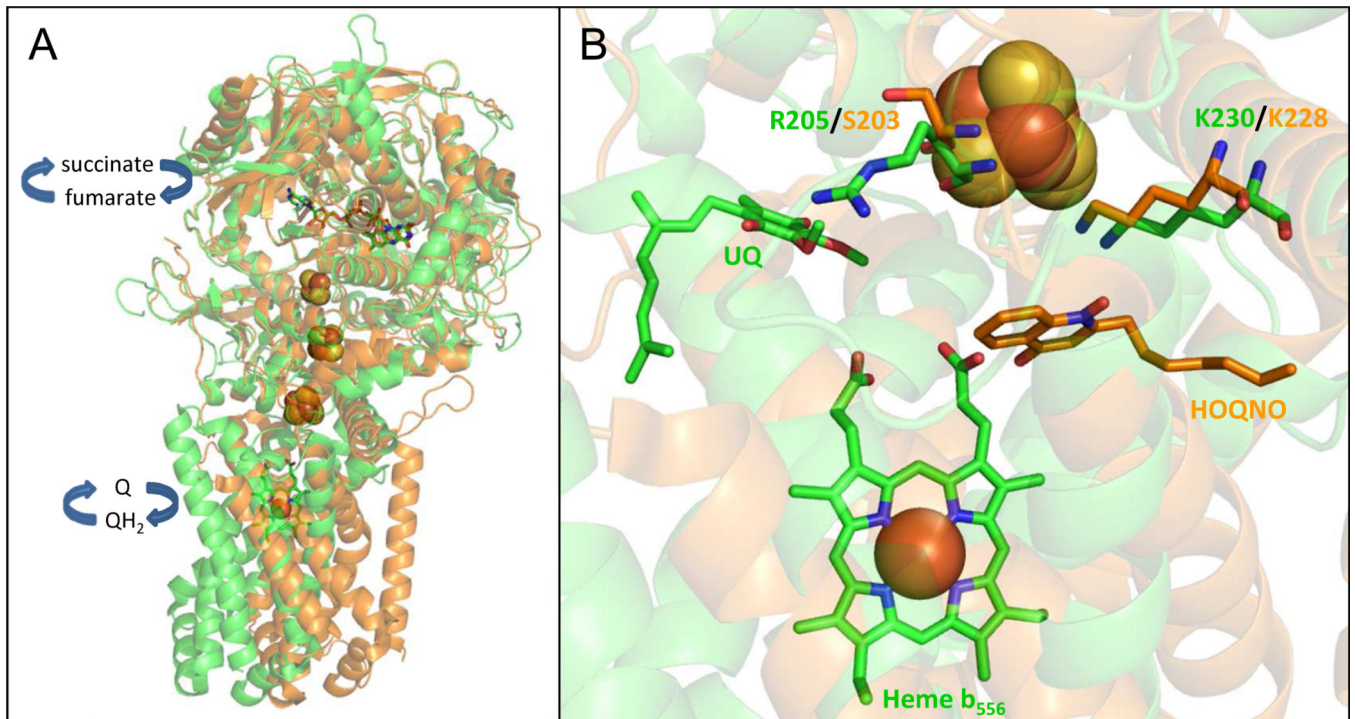 A
succinate
fumarate
Q
QH₂
B
R205/S203
K230/K228
UQ
HOQNO
Heme b₅₅₆